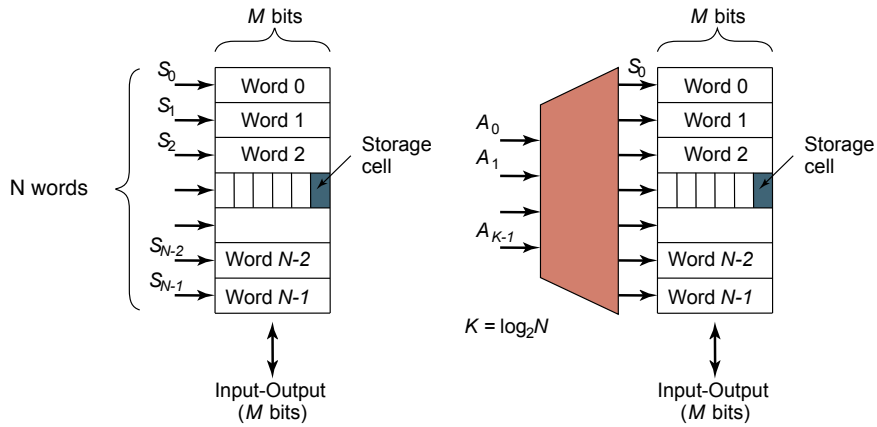 M bits
S0
Word 0
S1
Word 1
S2
Word 2
Storage
cell
N words
SN-2
Word N-2
SN-1
Word N-1
Input-Output
(M bits)
M bits
S0
Word 0
A0
Word 1
A1
Word 2
Storage
cell
AK-1
Word N-2
Word N-1
K = log2N
Input-Output
(M bits)